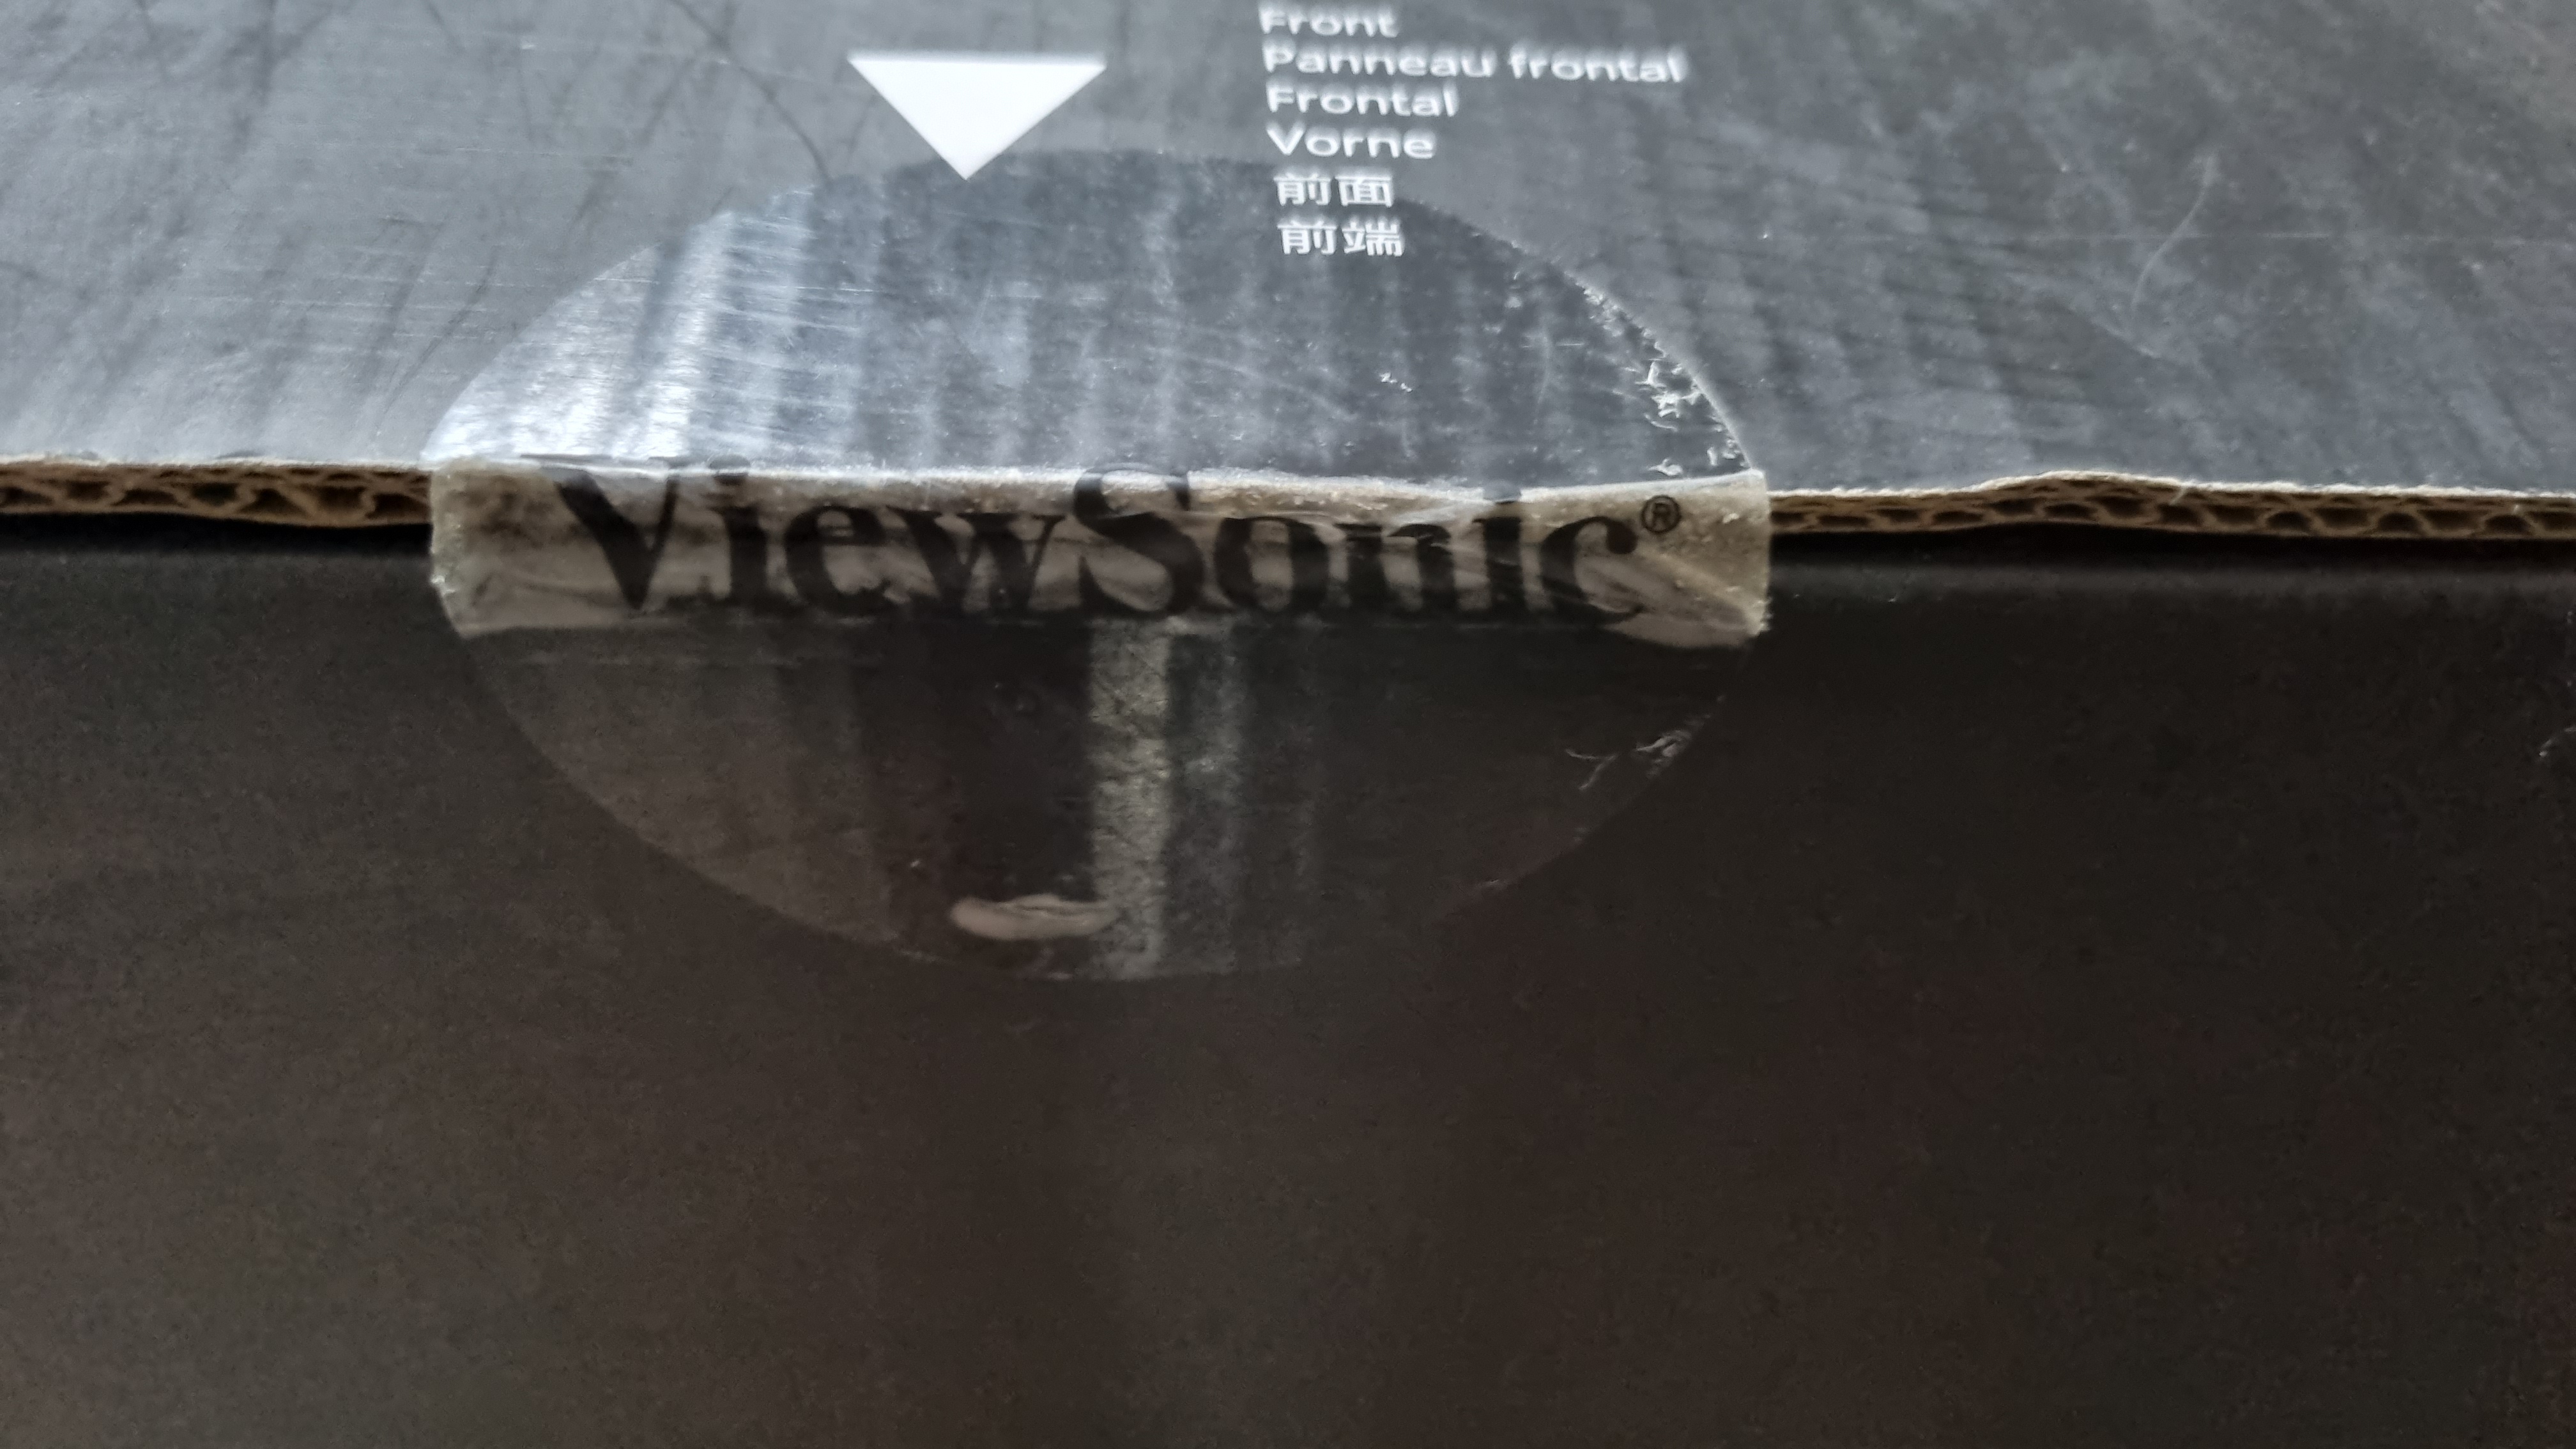 Front
Panneau frontal
Frontal
Vorne
前面
前端
ViewSonic®